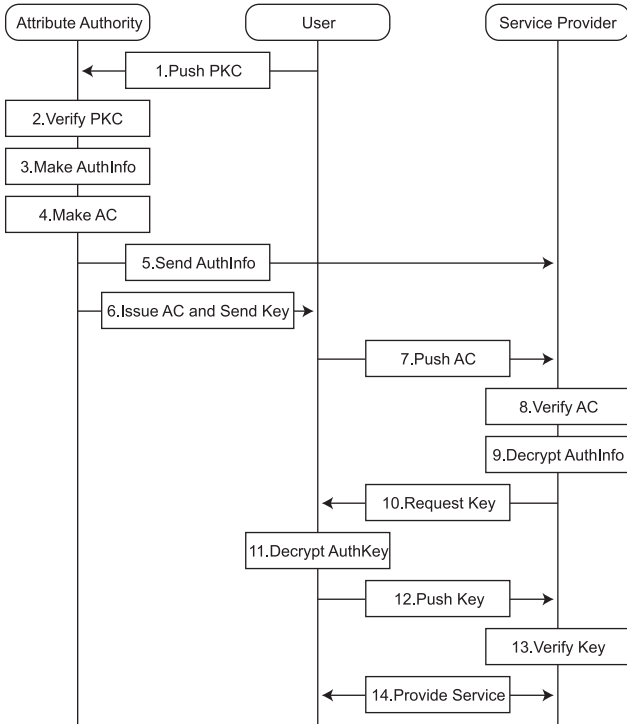 Attribute Authority
User
Service Provider
1.Push PKC
2.Verify PKC
3.Make AuthInfo
4.Make AC
5.Send AuthInfo
6.Issue AC and Send Key
7.Push AC
8.Verify AC
9.Decrypt AuthInfo
10.Request Key
11.Decrypt AuthKey
12.Push Key
13.Verify Key
14.Provide Service